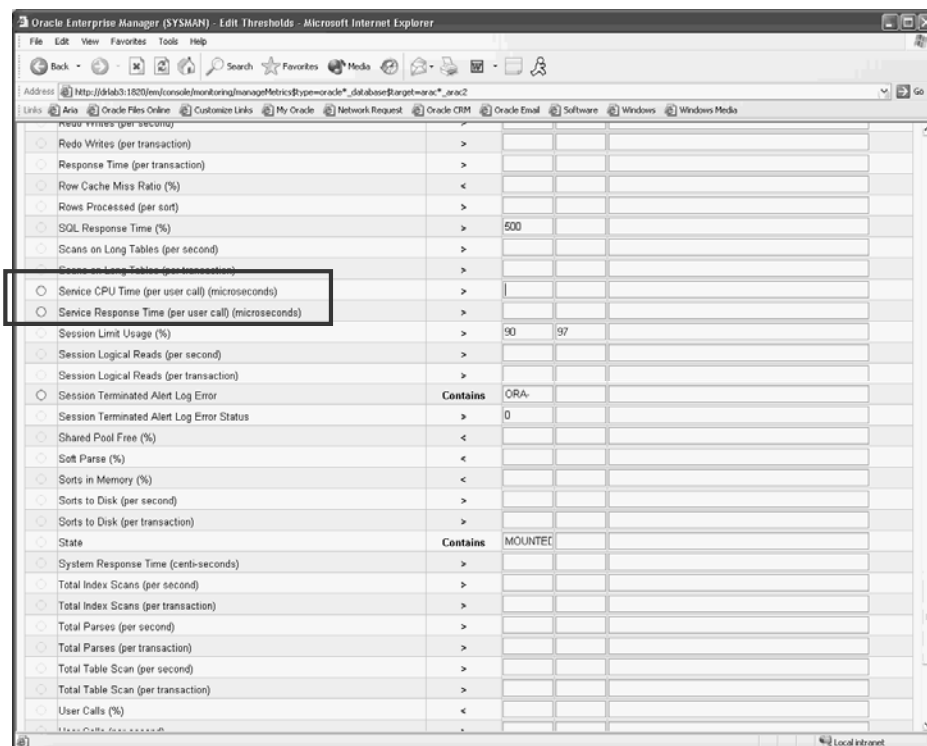 Oracle Enterprise Manager (SYSMAN) - Edit Thresholds - Microsoft Internet Explorer
File Edit View Favorites Tools Help
Back Search Favorites Media
Address http://drlab3:1820/em/console/monitoring/manageMetrics$type=oracle*_database$target=arac*_arac2 Go
Links Aria Oracle Files Online Customize Links My Oracle Network Request Oracle CRM Oracle Email Software Windows Windows Media
Redo Writes (per second) >
Redo Writes (per transaction) >
Response Time (per transaction) >
Row Cache Miss Ratio (%) <
Rows Processed (per sort) >
SQL Response Time (%) > 500
Scans on Long Tables (per second) >
Scans on Long Tables (per transaction) >
Service CPU Time (per user call) (microseconds) >
Service Response Time (per user call) (microseconds) >
Session Limit Usage (%) > 90 97
Session Logical Reads (per second) >
Session Logical Reads (per transaction) >
Session Terminated Alert Log Error Contains ORA-
Session Terminated Alert Log Error Status > 0
Shared Pool Free (%) <
Soft Parse (%) <
Sorts in Memory (%) <
Sorts to Disk (per second) >
Sorts to Disk (per transaction) >
State Contains MOUNTED
System Response Time (centi-seconds) >
Total Index Scans (per second) >
Total Index Scans (per transaction) >
Total Parses (per second) >
Total Parses (per transaction) >
Total Table Scan (per second) >
Total Table Scan (per transaction) >
User Calls (%) <
User Calls (per second) >
Local intranet